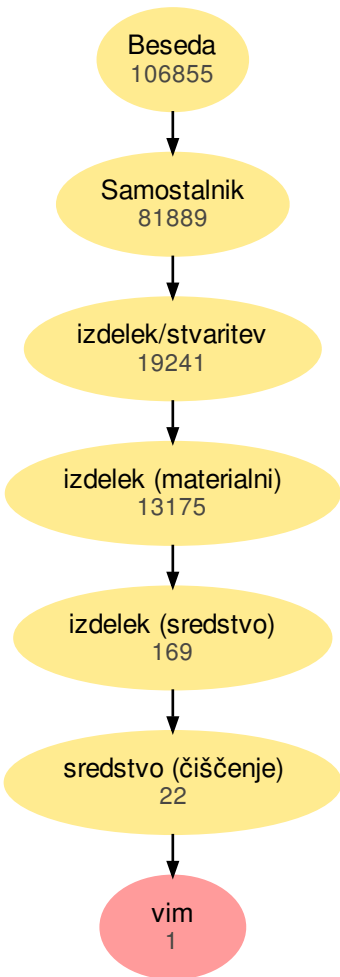 Beseda
106855
Samostalnik
81889
izdelek/stvaritev
19241
izdelek (materialni)
13175
izdelek (sredstvo)
169
sredstvo (čiščenje)
22
vim
1